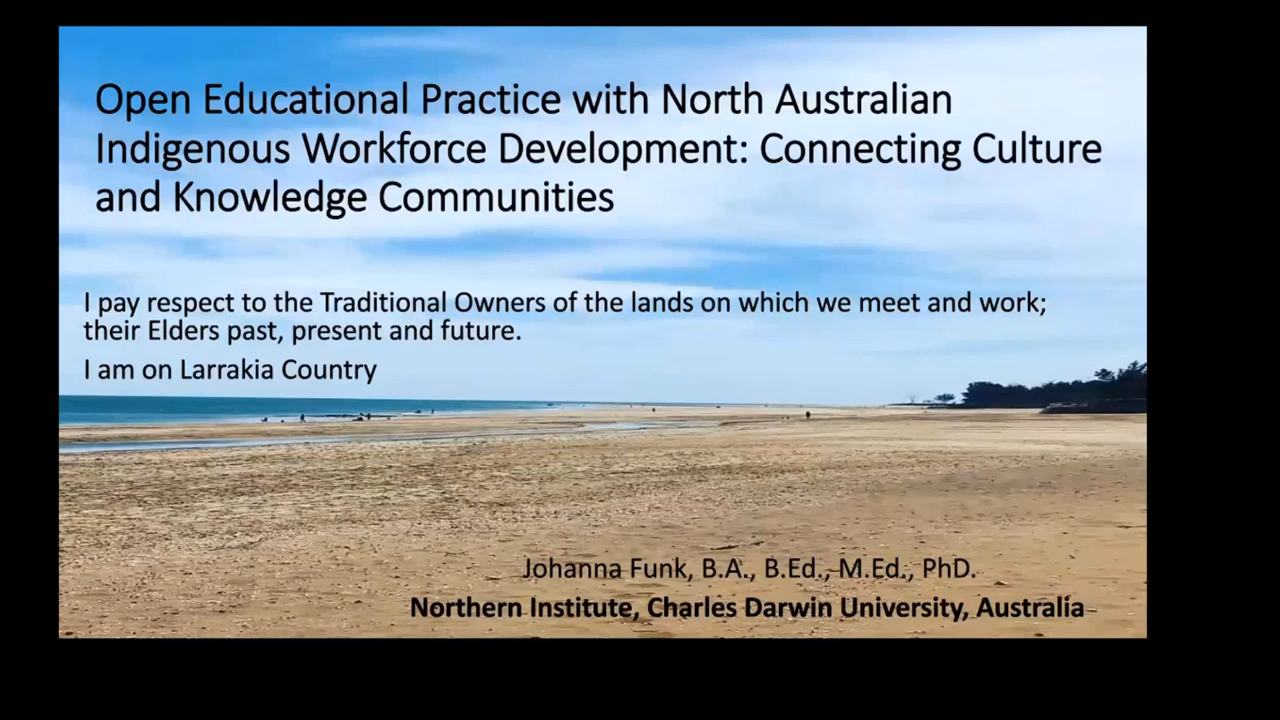 Open Educational Practice with North Australian
Indigenous Workforce Development: Connecting Culture
and Knowledge Communities
I pay respect to the Traditional Owners of the lands on which we meet and work;
their Elders past, present and future.
I am on Larrakia Country
Johanna Funk, B.A., B.Ed., M.Ed., PhD.
Northern Institute, Charles Darwin University, Australia